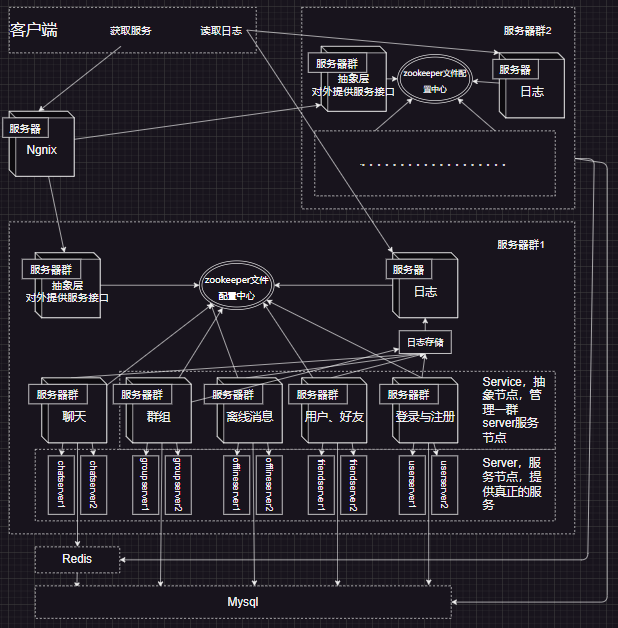 客户端
获取服务
读取日志
服务器群2
服务器群
抽象层
对外提供服务接口
zookeeper文件配
置中心
服务器
日志
服务器
Ngnix
服务器群1
服务器群
抽象层
对外提供服务接口
zookeeper文件
配置中心
服务器
日志
日志存储
服务器群
聊天
服务器群
群组
服务器群
离线消息
服务器群
用户、好友
服务器群
登录与注册
Service，抽
象节点，管
理一群
server服务
节点
chatserver1
chatserver2
groupserver1
groupserver2
offlineserver1
offlineserver2
friendserver1
friendserver2
userserver1
userserver2
Server，服
务节点，提
供真正的服
务
Redis
Mysql